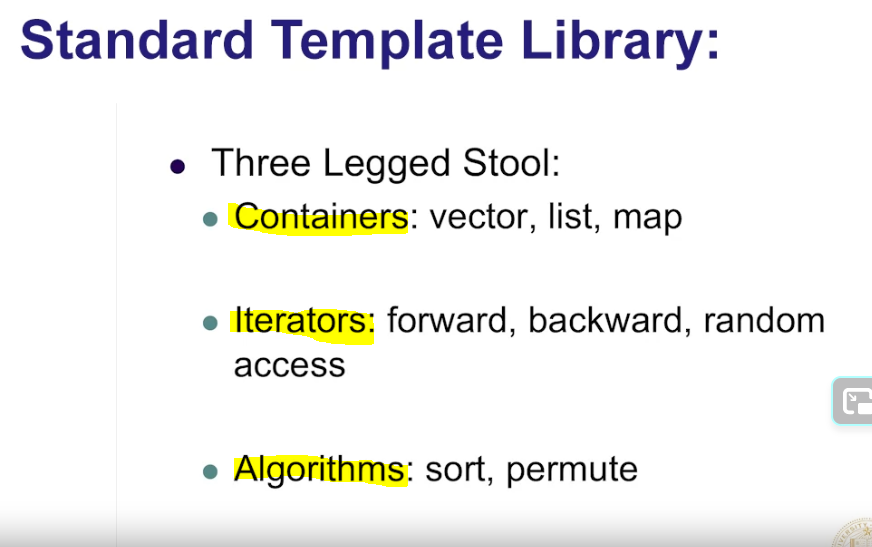 Standard Template Library:
Three Legged Stool:
Containers: vector, list, map
Iterators: forward, backward, random
access
Algorithms: sort, permute